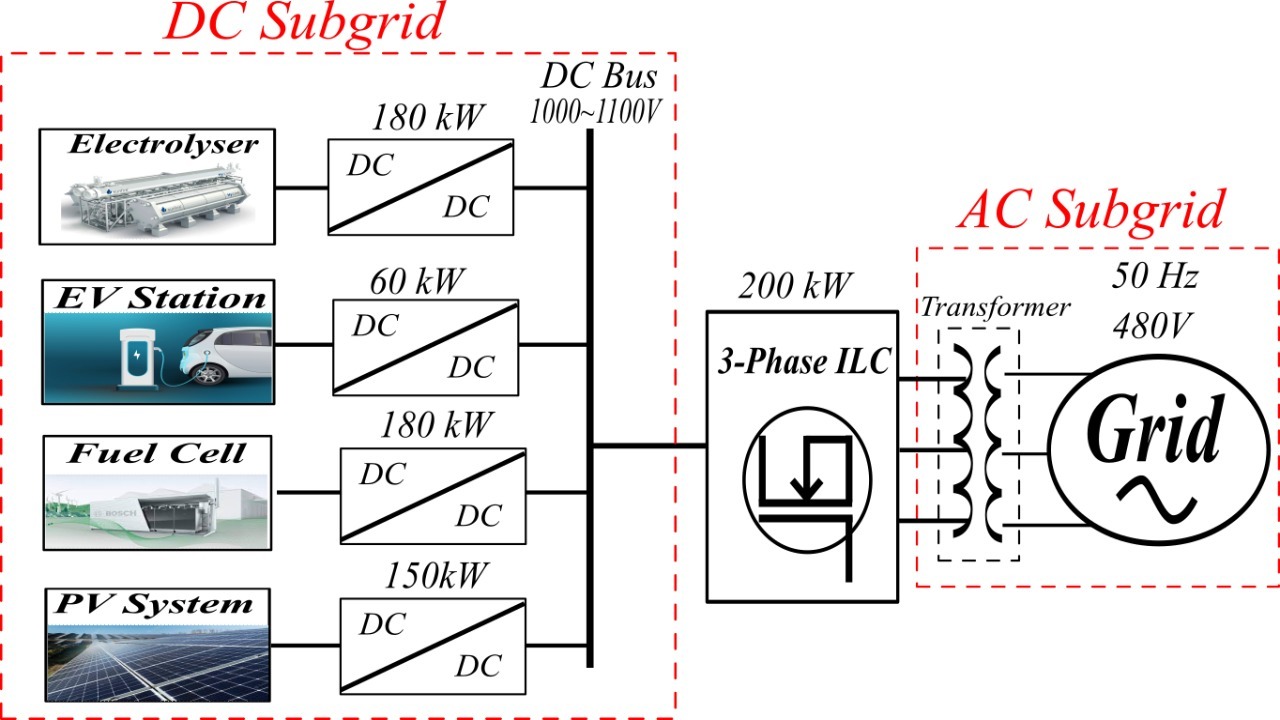 DC Subgrid
DC Bus
1000~1100V
180 kW
Electrolyser
DC
DC
60 kW
EV Station
DC
DC
180 kW
Fuel Cell
BOSCH
DC
DC
150kW
PV System
DC
DC
200 kW
3-Phase ILC
AC Subgrid
50 Hz
Transformer
480V
Grid